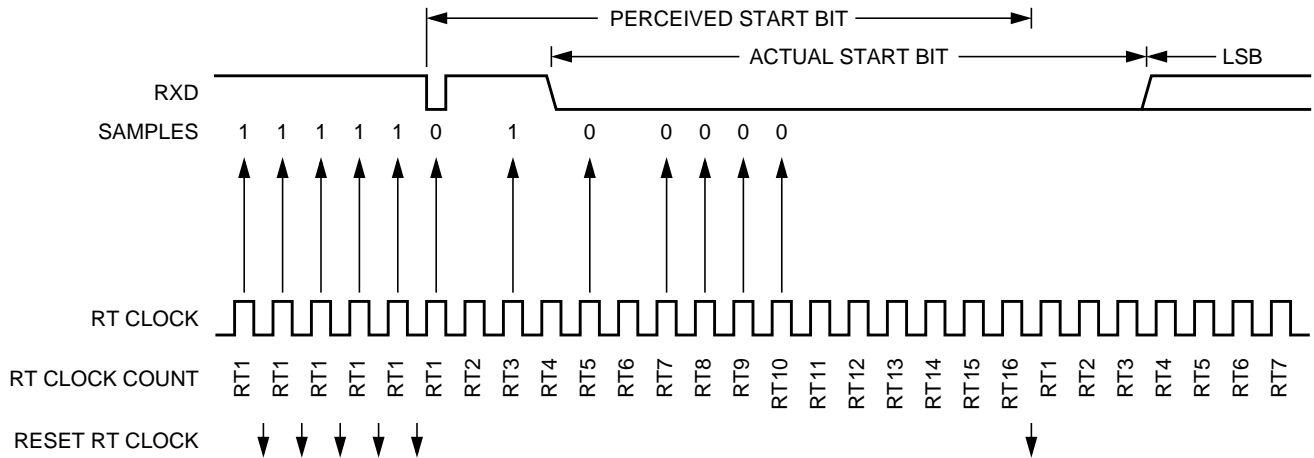 PERCEIVED START BIT
ACTUAL START BIT
LSB
RXD
SAMPLES 1 1 1 1 1 0 1 0 0 0 0 0
RT CLOCK
RT CLOCK COUNT RT1 RT1 RT1 RT1 RT1 RT1 RT2 RT3 RT4 RT5 RT6 RT7 RT8 RT9 RT10 RT11 RT12 RT13 RT14 RT15 RT16 RT1 RT2 RT3 RT4 RT5 RT6 RT7
RESET RT CLOCK